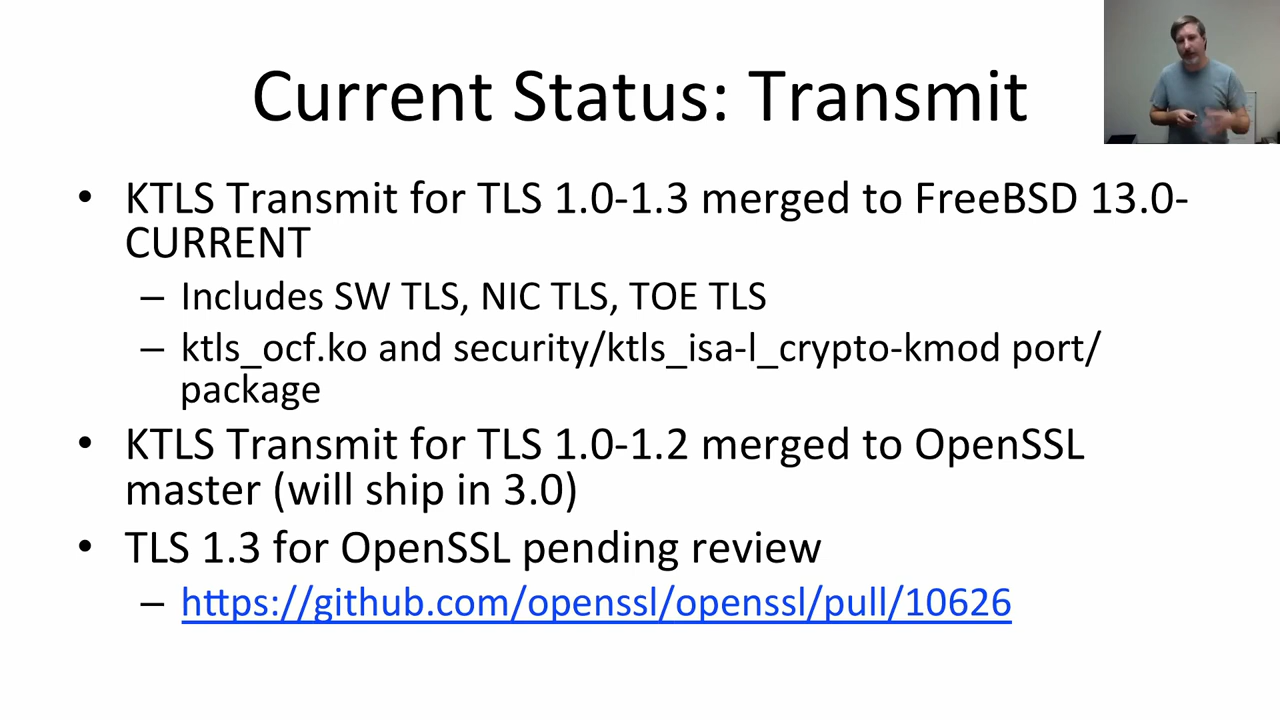 Current Status: Transmit
• KTLS Transmit for TLS 1.0-1.3 merged to FreeBSD 13.0-
CURRENT
– Includes SW TLS, NIC TLS, TOE TLS
– ktls_ocf.ko and security/ktls_isa-l_crypto-kmod port/
package
• KTLS Transmit for TLS 1.0-1.2 merged to OpenSSL
master (will ship in 3.0)
• TLS 1.3 for OpenSSL pending review
– https://github.com/openssl/openssl/pull/10626